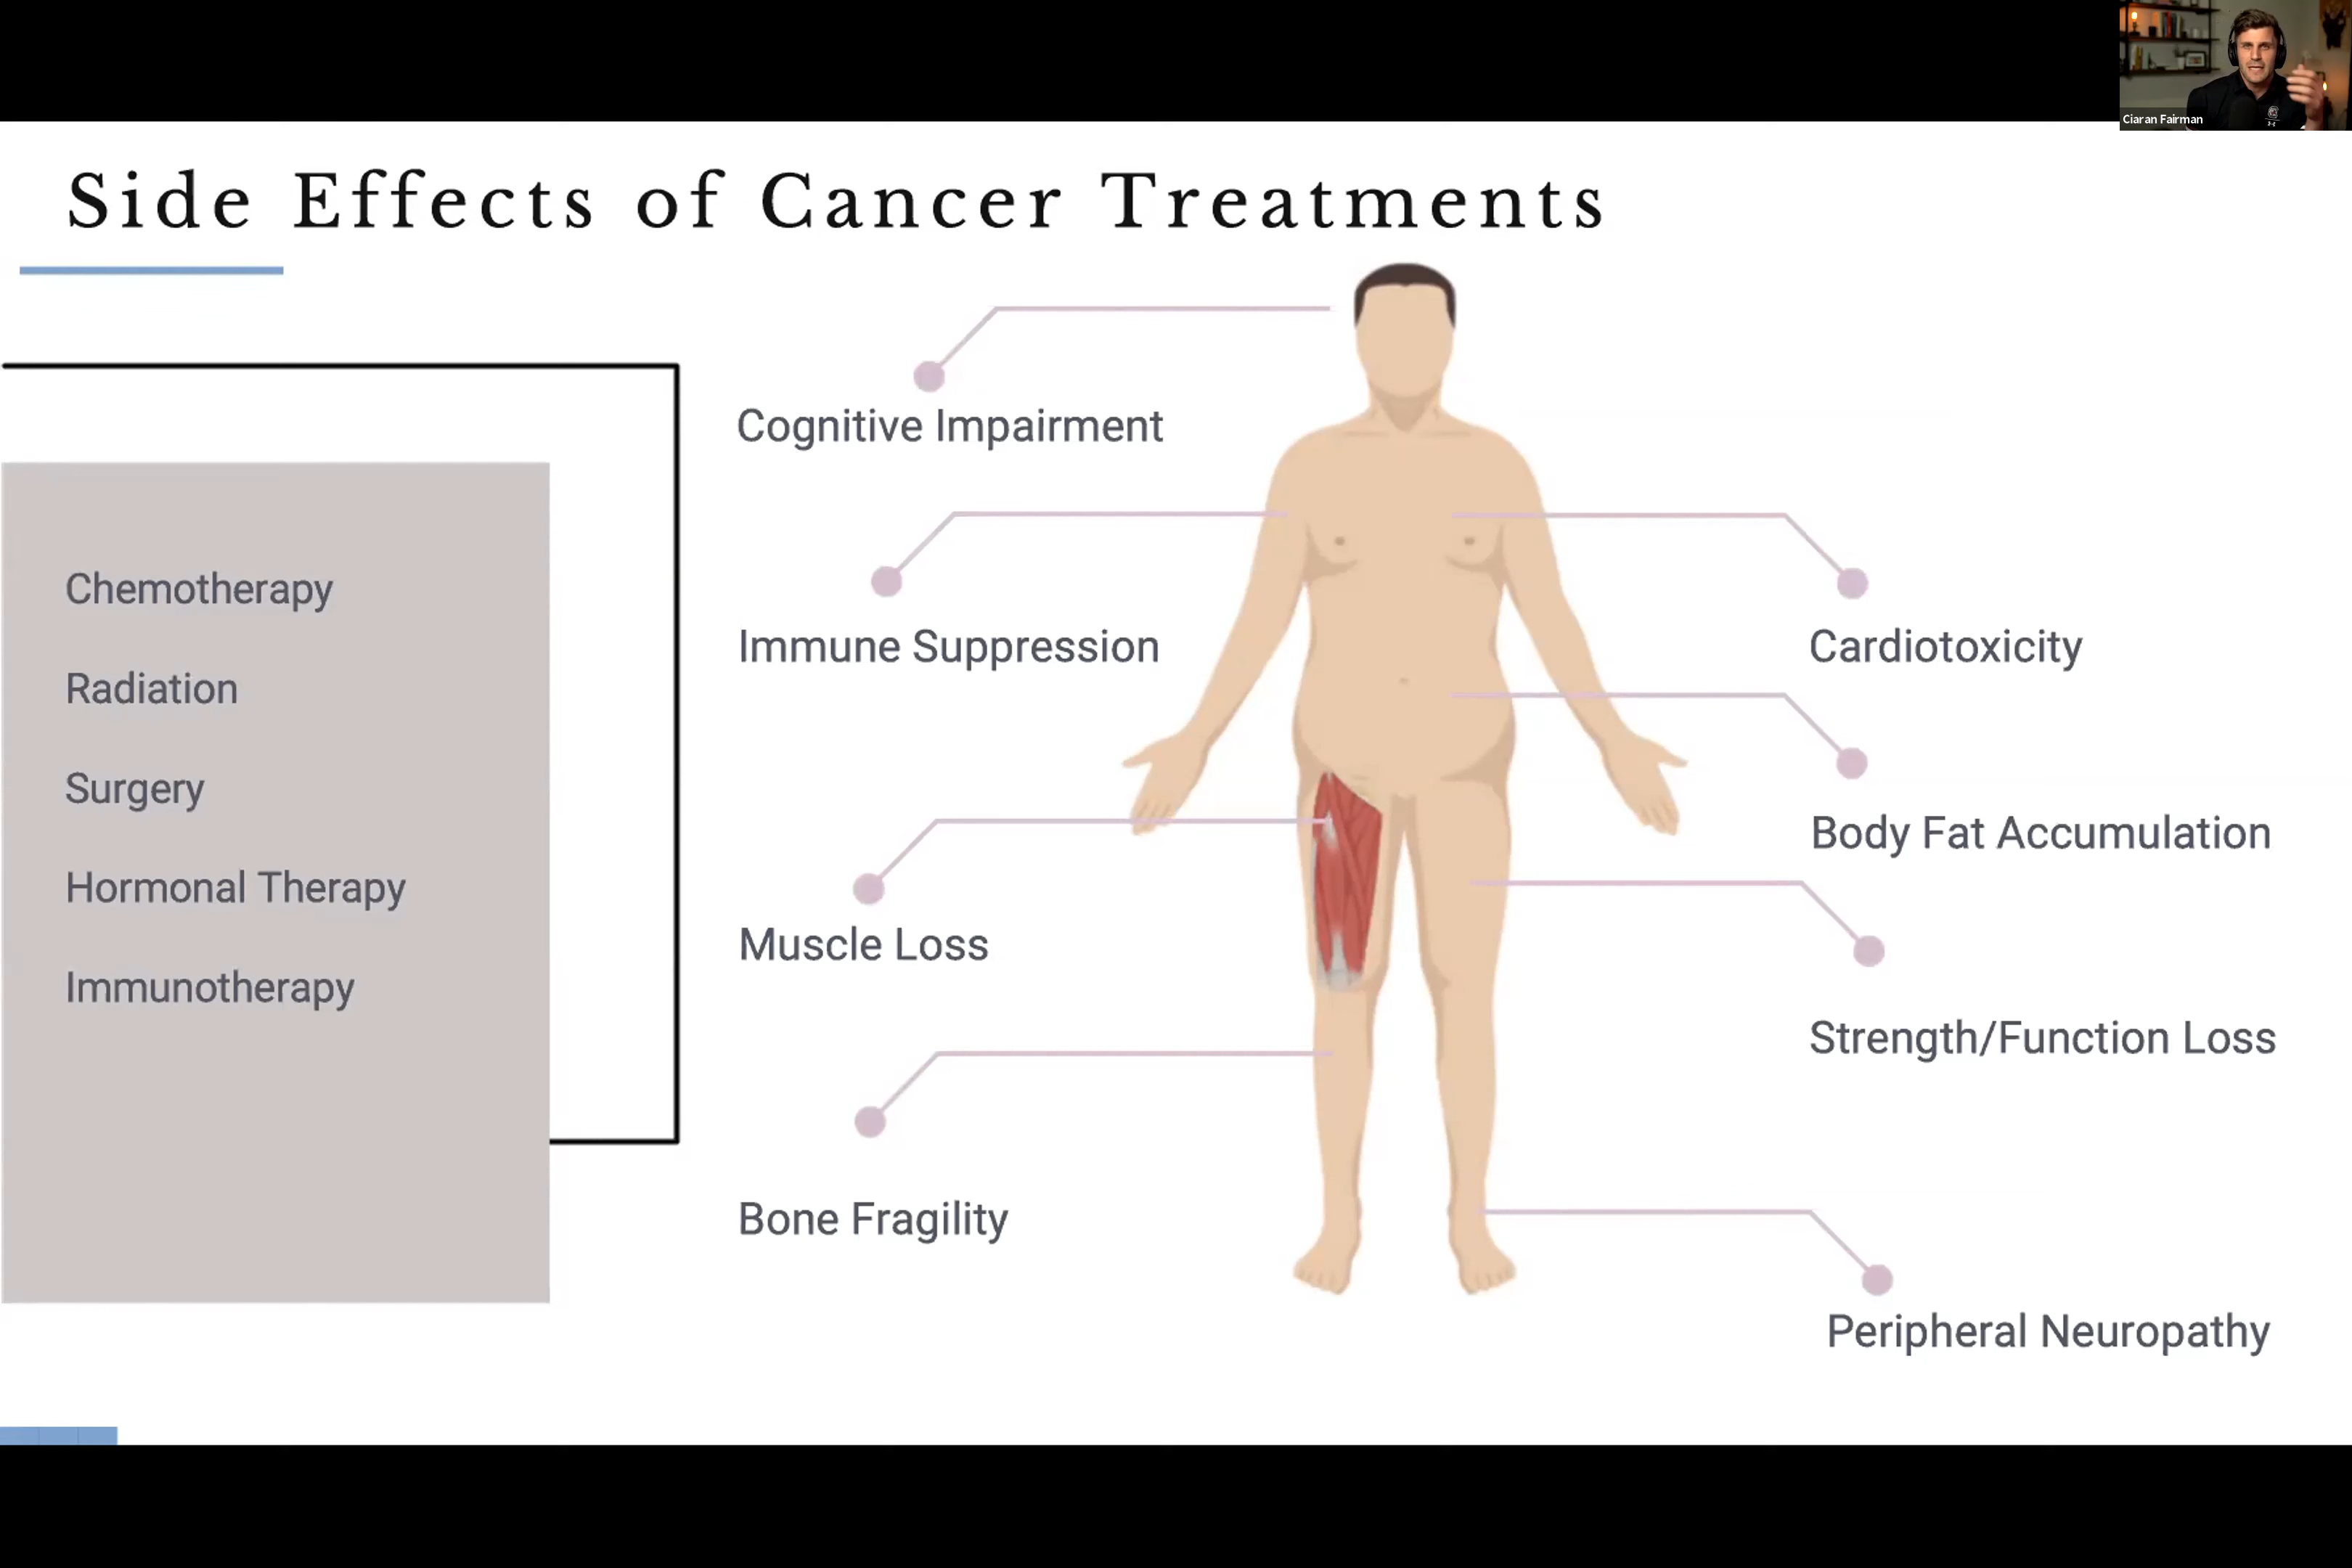 Ciaran Fairman
Side Effects of Cancer Treatments
Chemotherapy
Radiation
Surgery
Hormonal Therapy
Immunotherapy
Cognitive Impairment
Immune Suppression
Muscle Loss
Bone Fragility
Cardiotoxicity
Body Fat Accumulation
Strength/Function Loss
Peripheral Neuropathy